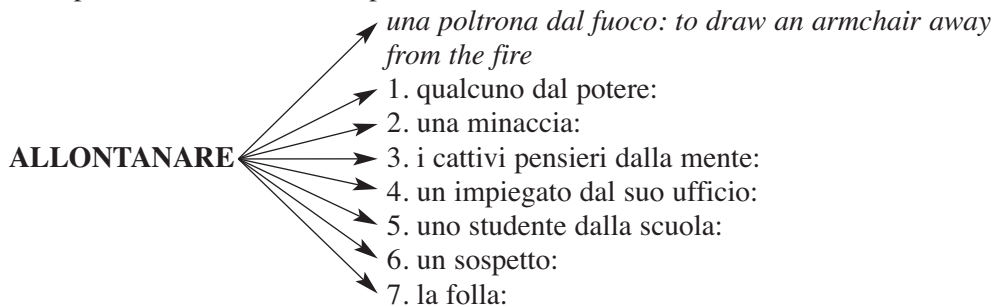 una poltrona dal fuoco: to draw an armchair away
from the fire
1. qualcuno dal potere:
2. una minaccia:
ALLONTANARE
3. i cattivi pensieri dalla mente:
4. un impiegato dal suo ufficio:
5. uno studente dalla scuola:
6. un sospetto:
7. la folla: